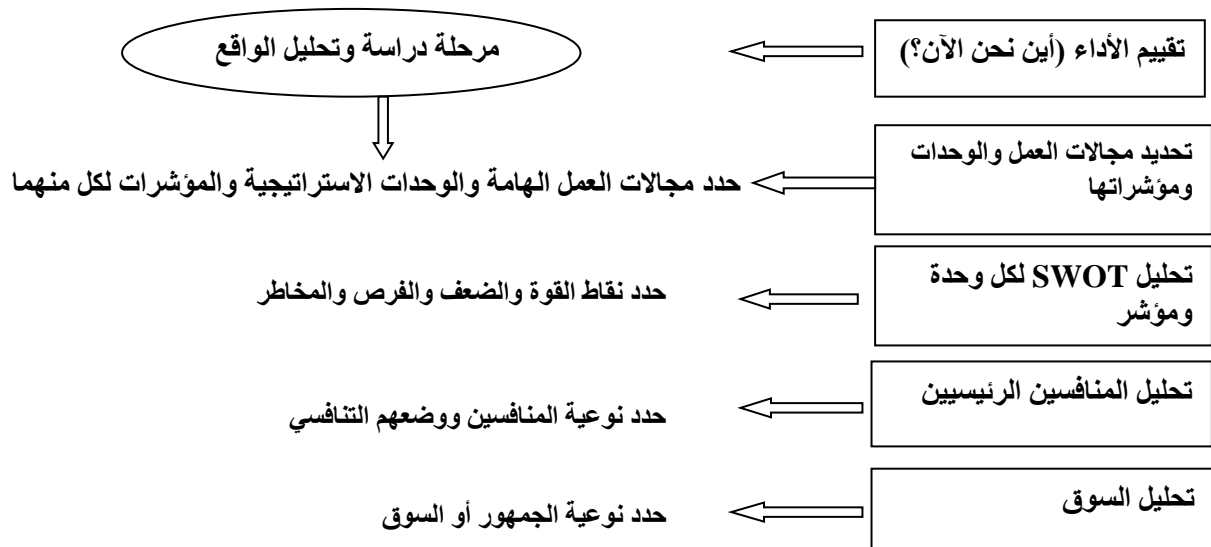 تقييم الأداء (أين نحن الآن؟)
مرحلة دراسة وتحليل الواقع
تحديد مجالات العمل والوحدات
ومؤشراتها
حدد مجالات العمل الهامة والوحدات الاستراتيجية والمؤشرات لكل منهما
تحليل SWOT لكل وحدة
ومؤشر
حدد نقاط القوة والضعف والفرص والمخاطر
تحليل المنافسين الرئيسيين
حدد نوعية المنافسين ووضعهم التنافسي
تحليل السوق
حدد نوعية الجمهور أو السوق